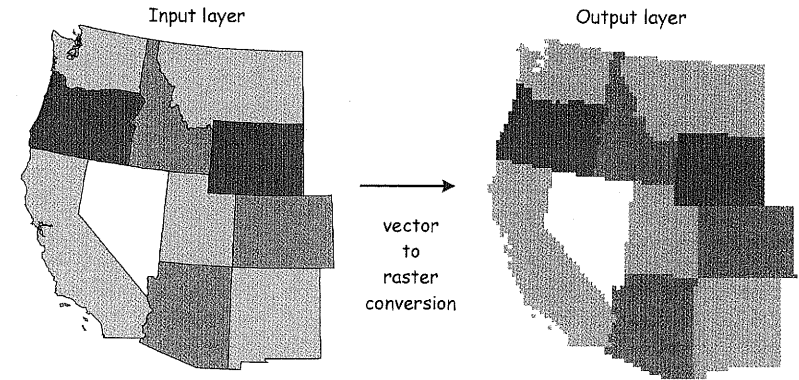 Input layer
Output layer
vector
to
raster
conversion